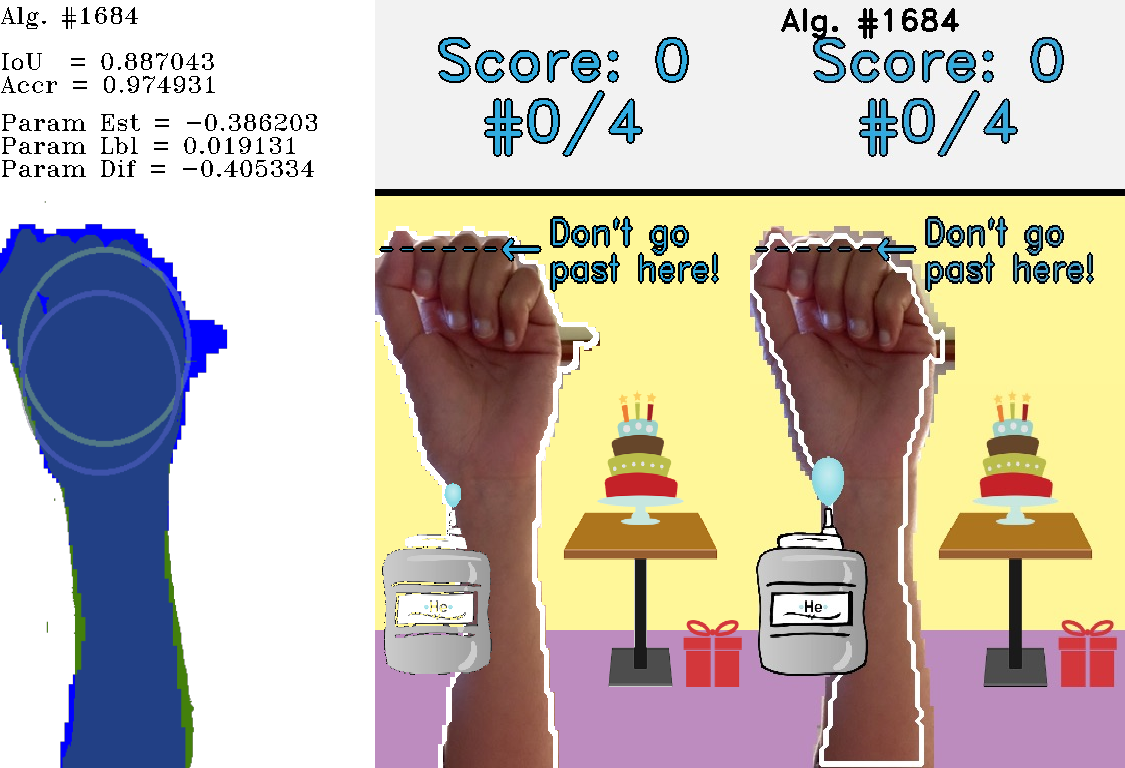 Alg. #1684
IoU = 0.887043
Accr = 0.974931
Param Est = −0.386203
Param Lbl = 0.019131
Param Dif = −0.405334
Score: 0
#0/4
Don't go
past here!
He
Alg. #1684
Score: 0
#0/4
Don't go
past here!
He